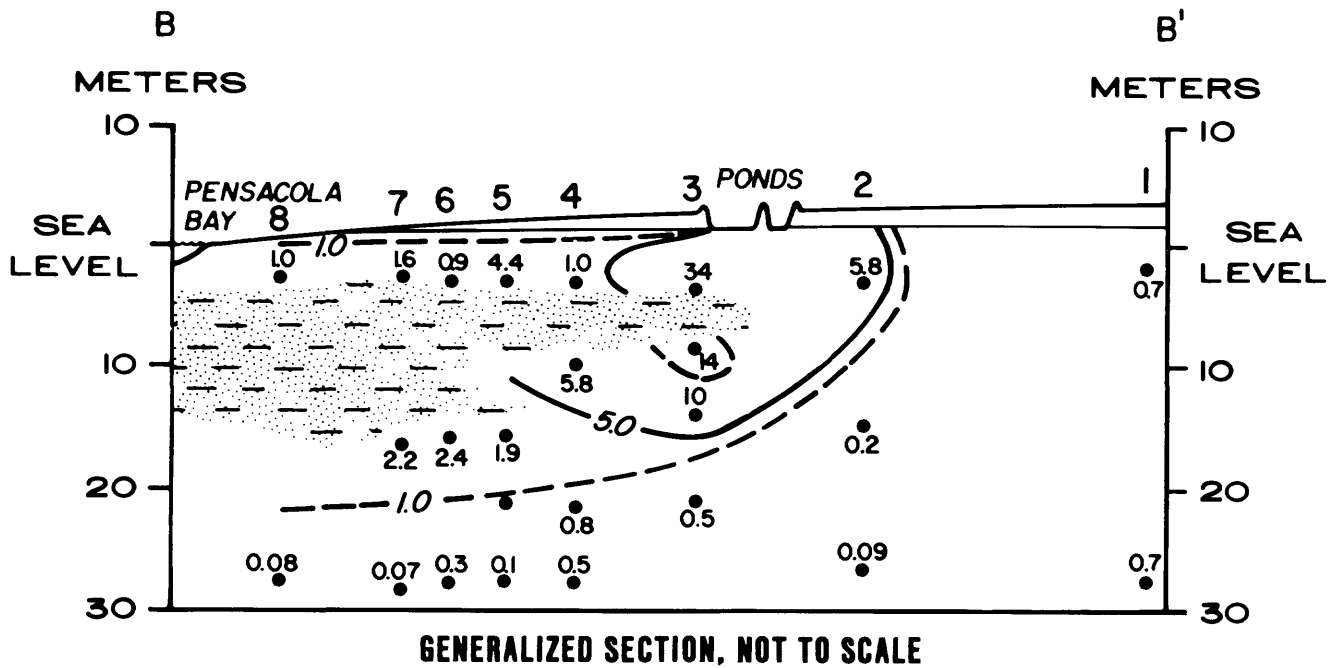 B B'
METERS METERS
10 10
PENSACOLA BAY 8 7 6 5 4 3 PONDS 2 1
SEA LEVEL SEA LEVEL
1.0
1.0 1.6 0.9 4.4 1.0 34 5.8 0.7
10 14 10
5.8 10
5.0
2.2 2.4 1.9 0.2
20 1.0 20
0.8 0.5
0.08 0.07 0.3 0.1 0.5 0.09 0.7
30 30
GENERALIZED SECTION, NOT TO SCALE